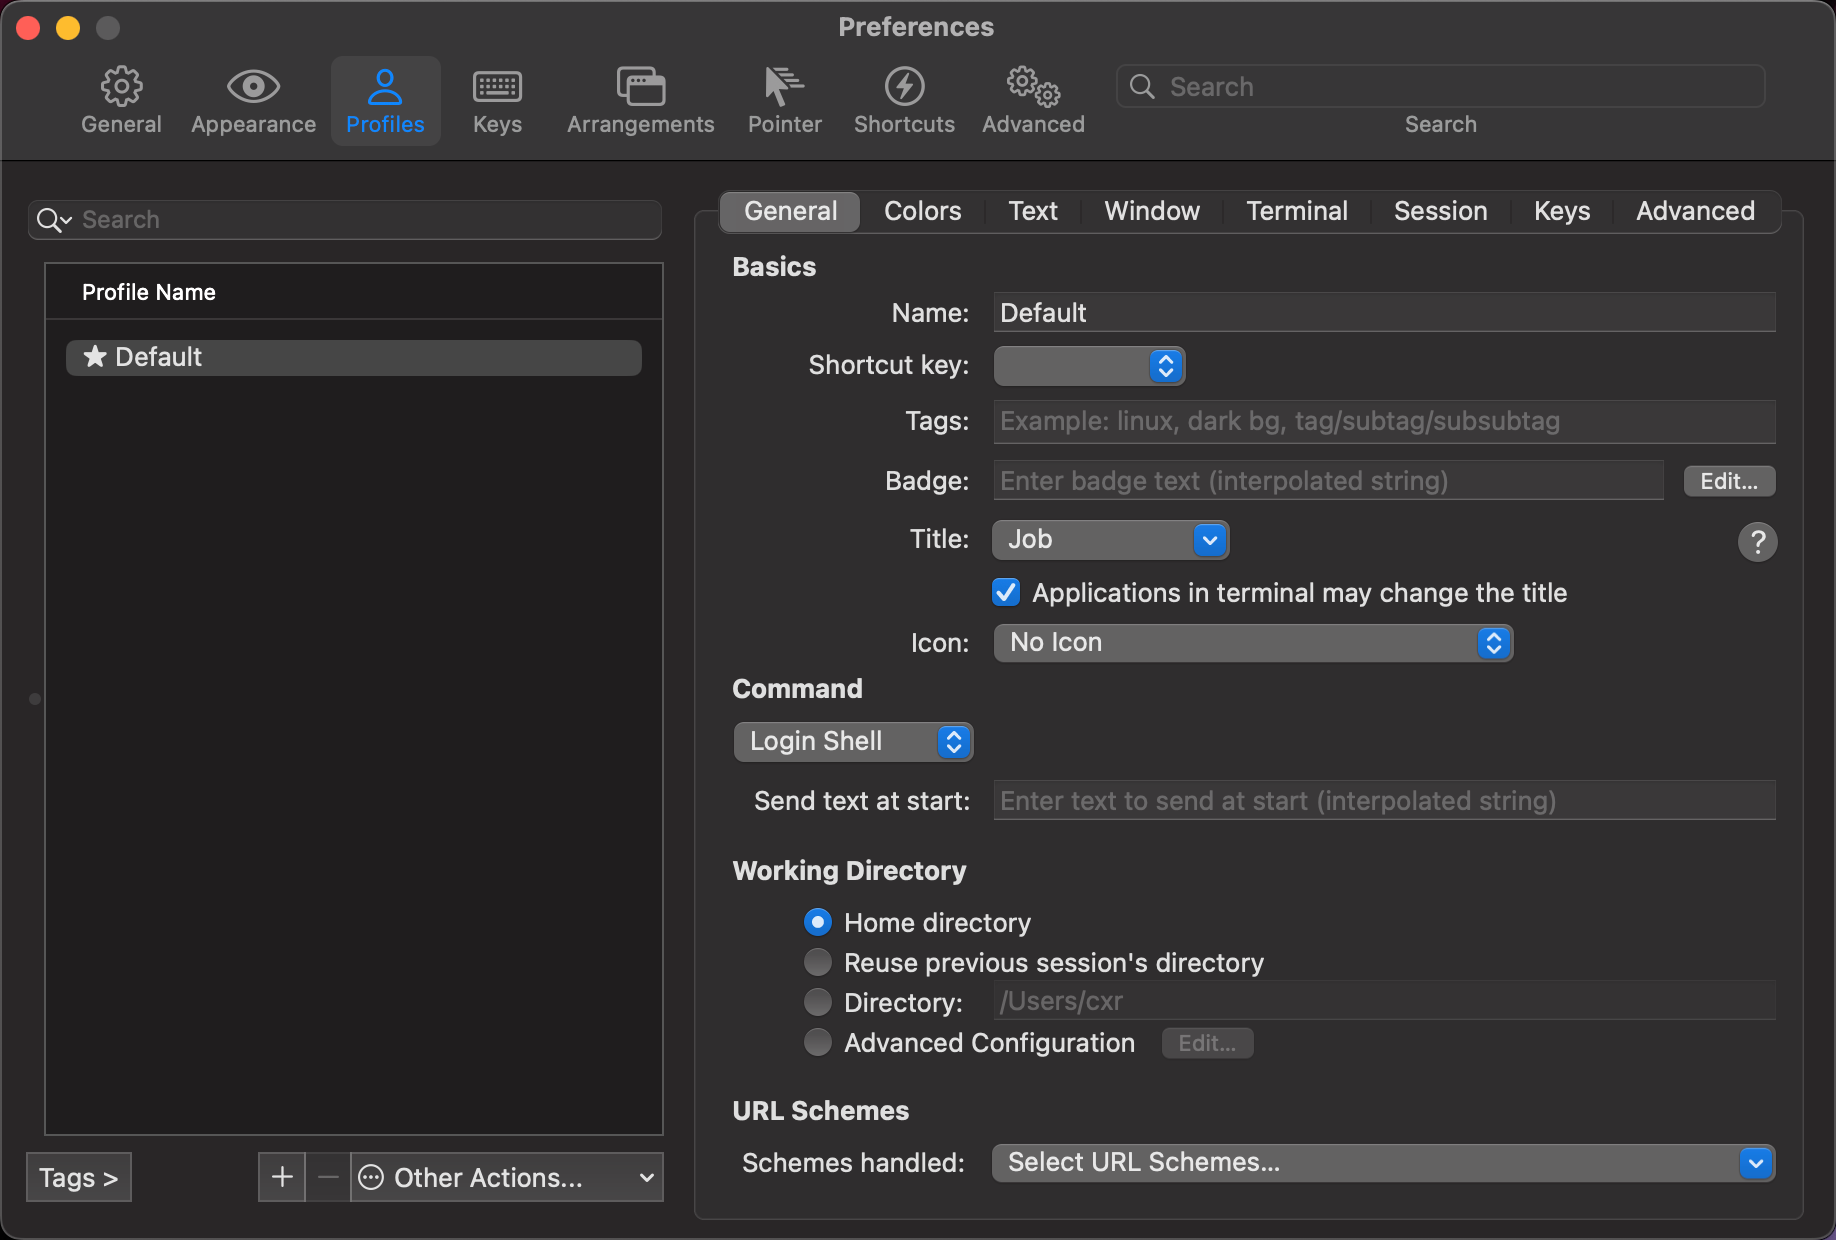 Preferences
General Appearance Profiles Keys Arrangements Pointer Shortcuts Advanced Search
Search
Search
Profile Name
Default
Tags >
Other Actions...
General Colors Text Window Terminal Session Keys Advanced
Basics
Name: Default
Shortcut key:
Tags: Example: linux, dark bg, tag/subtag/subsubtag
Badge: Enter badge text (interpolated string) Edit...
Title: Job ?
Applications in terminal may change the title
Icon: No Icon
Command
Login Shell
Send text at start: Enter text to send at start (interpolated string)
Working Directory
Home directory
Reuse previous session's directory
Directory: /Users/cxr
Advanced Configuration Edit...
URL Schemes
Schemes handled: Select URL Schemes...